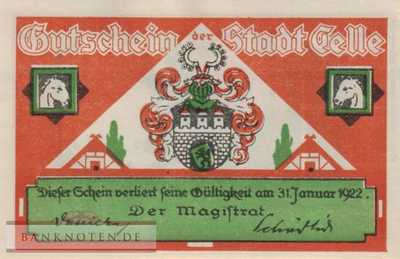 Gutschein der Stadt Celle
Dieser Schein verliert seine Gültigkeit am 31. Januar 1922.
Der Magistrat
BANKNOTEN.DE